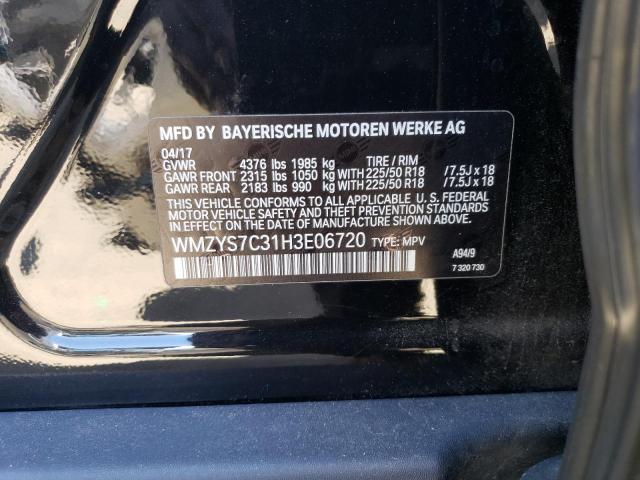 MFD BY BAYERISCHE MOTOREN WERKE AG
04/17
GVWR 4376 lbs 1985 kg TIRE / RIM
GAWR FRONT 2315 lbs 1050 kg WITH 225/50 R18 /7.5J x 18
GAWR REAR 2183 lbs 990 kg WITH 225/50 R18 /7.5J x 18
THIS VEHICLE CONFORMS TO ALL APPLICABLE U. S. FEDERAL
MOTOR VEHICLE SAFETY AND THEFT PREVENTION STANDARDS
IN EFFECT ON THE DATE OF MANUFACTURE SHOWN ABOVE.
WMZYS7C31H3E06720 TYPE: MPV
A94/9
7 320 730